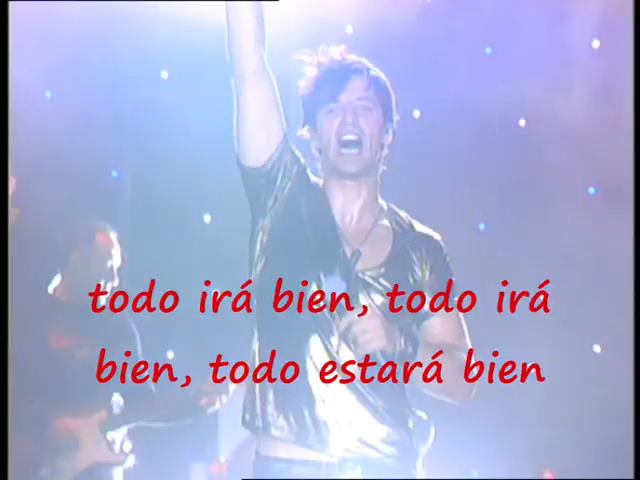 todo irá bien, todo irá
bien, todo estará bien